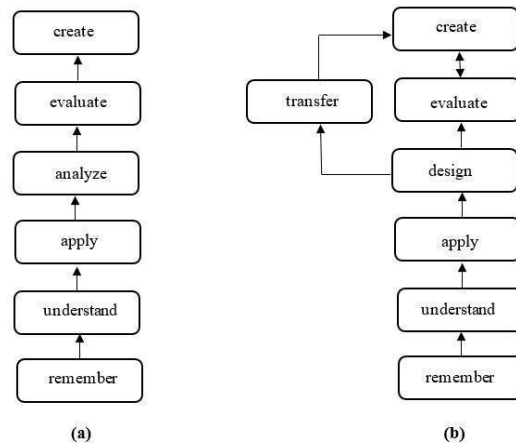 create
evaluate
analyze
apply
understand
remember
(a)
create
transfer
evaluate
design
apply
understand
remember
(b)